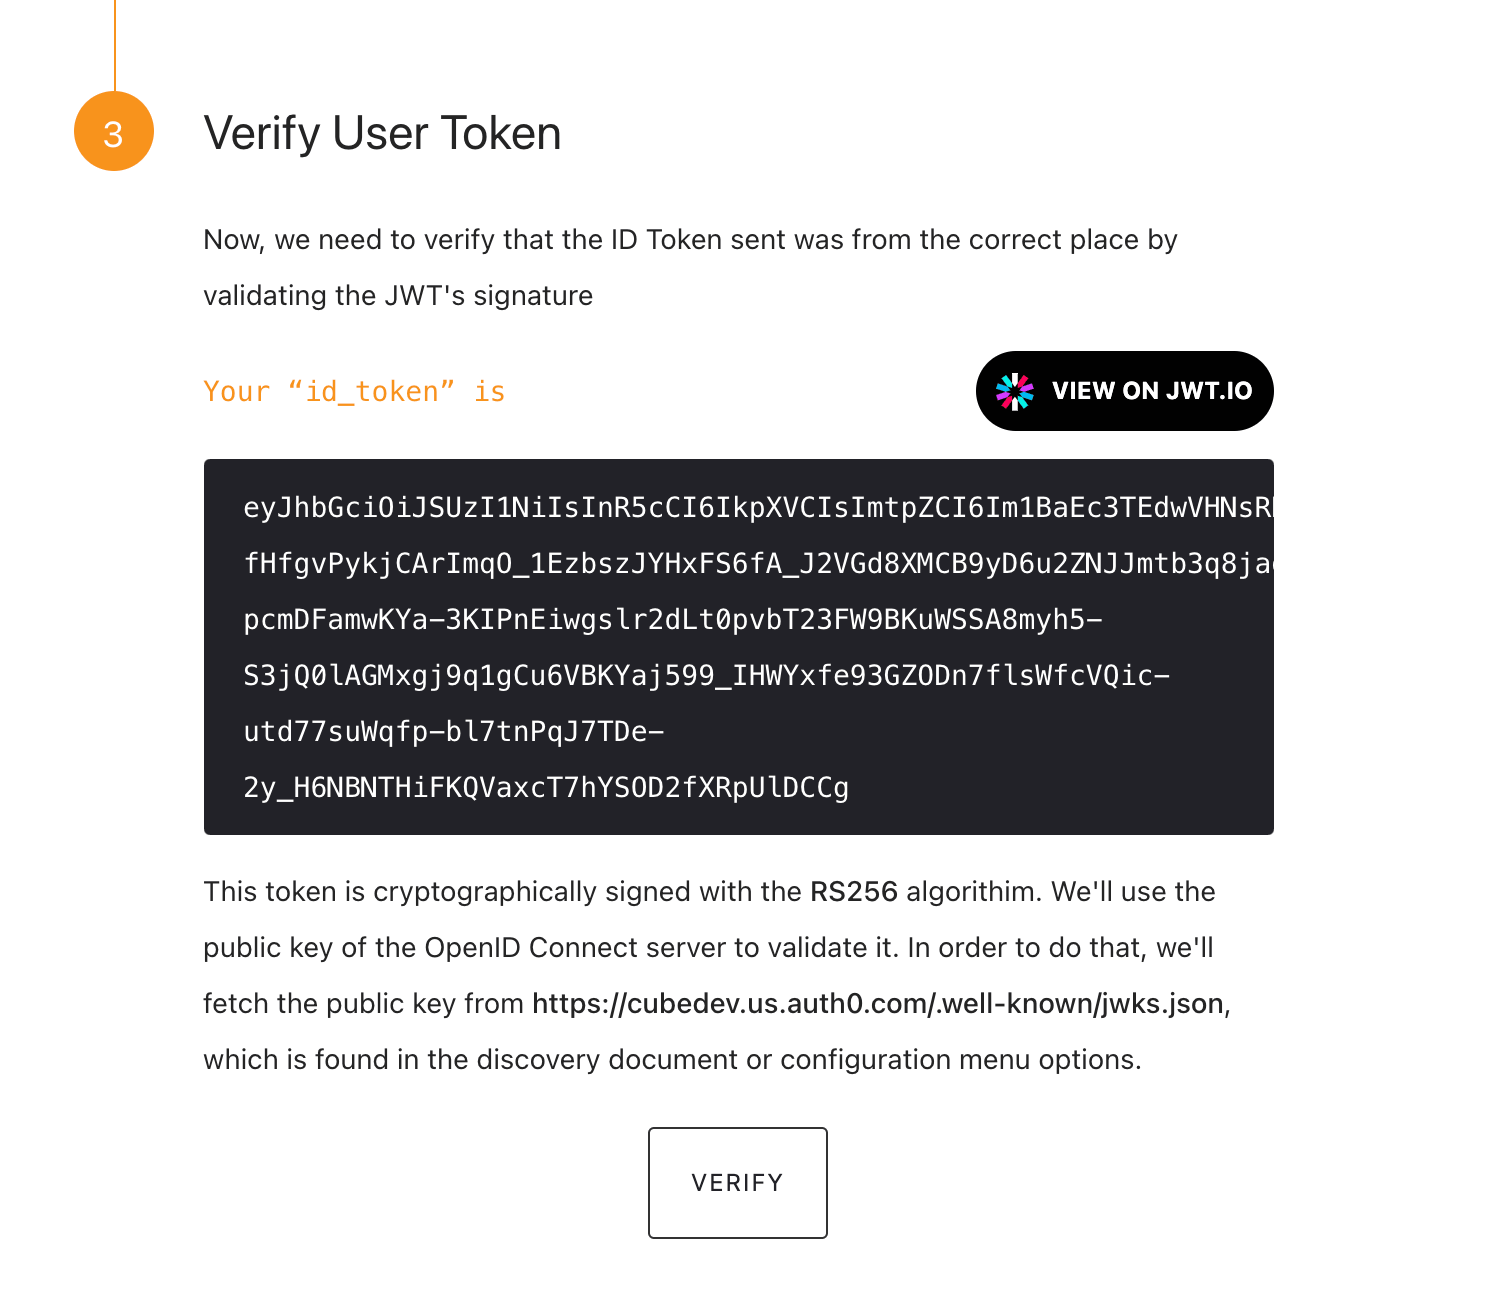 3
Verify User Token
Now, we need to verify that the ID Token sent was from the correct place by
validating the JWT's signature
Your “id_token” is
VIEW ON JWT.IO
eyJhbGciOiJSUzI1NiIsInR5cCI6IkpXVCIsImtpZCI6Im1BaEc3TEdwVHNsR
fHfgvPykjCArImqO_1EzbszJYHxFS6fA_J2VGd8XMCB9yD6u2ZNJJmtb3q8ja
pcmDFamwKYa-3KIPnEiwgslr2dLt0pvbT23FW9BKuWSSA8myh5-
S3jQ0lAGMxgj9q1gCu6VBKYaj599_IHWYxfe93GZODn7flsWfcVQic-
utd77suWqfp-bl7tnPqJ7TDe-
2y_H6NBNTHiFKQVaxcT7hYSOD2fXRpUlDCCg
This token is cryptographically signed with the RS256 algorithim. We'll use the
public key of the OpenID Connect server to validate it. In order to do that, we'll
fetch the public key from https://cubedev.us.auth0.com/.well-known/jwks.json,
which is found in the discovery document or configuration menu options.
VERIFY